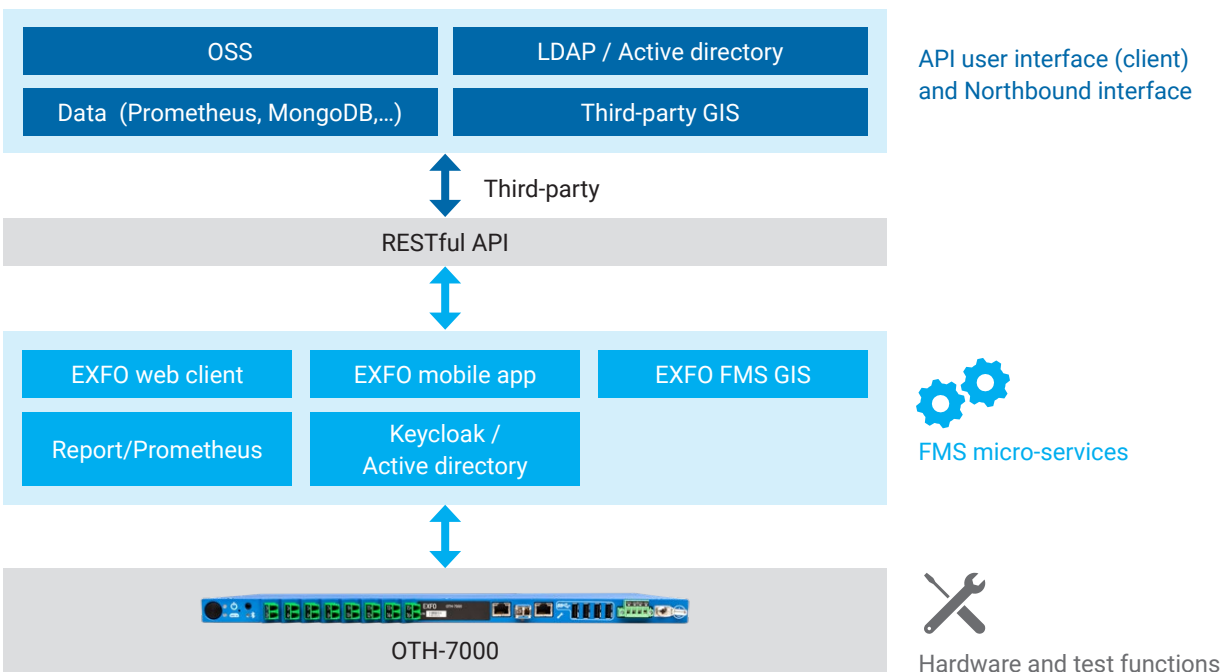 OSS
LDAP / Active directory
API user interface (client)
and Northbound interface
Data (Prometheus, MongoDB,...)
Third-party GIS
Third-party
RESTful API
EXFO web client
EXFO mobile app
EXFO FMS GIS
Report/Prometheus
Keycloak /
Active directory
FMS micro-services
EXFO OTH-7000
OTH-7000
Hardware and test functions